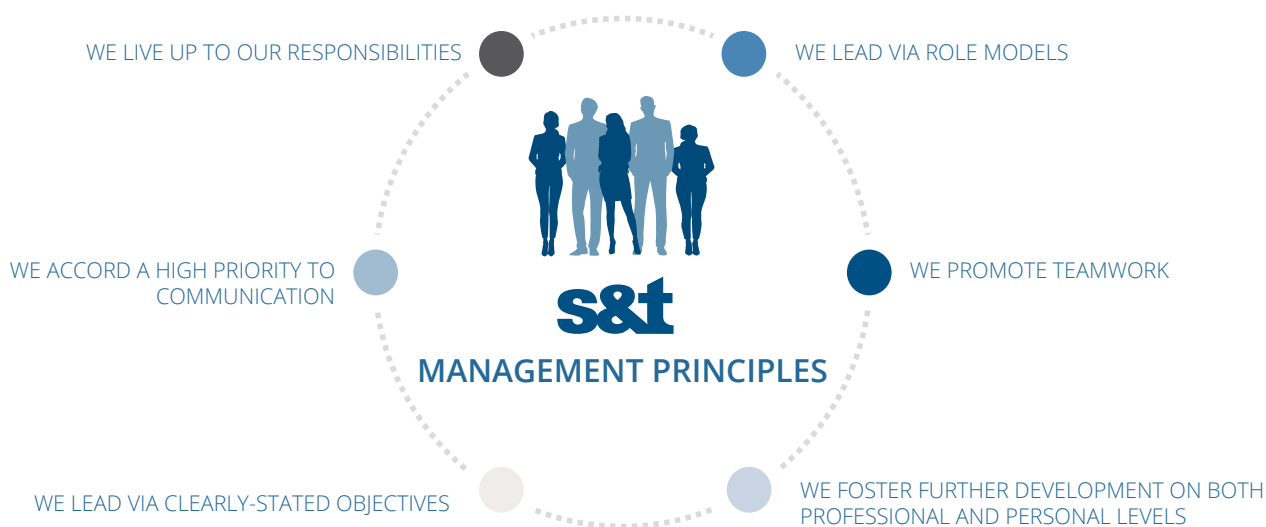 WE LIVE UP TO OUR RESPONSIBILITIES
WE LEAD VIA ROLE MODELS
WE ACCORD A HIGH PRIORITY TO
COMMUNICATION
WE PROMOTE TEAMWORK
s&t
MANAGEMENT PRINCIPLES
WE LEAD VIA CLEARLY-STATED OBJECTIVES
WE FOSTER FURTHER DEVELOPMENT ON BOTH
PROFESSIONAL AND PERSONAL LEVELS